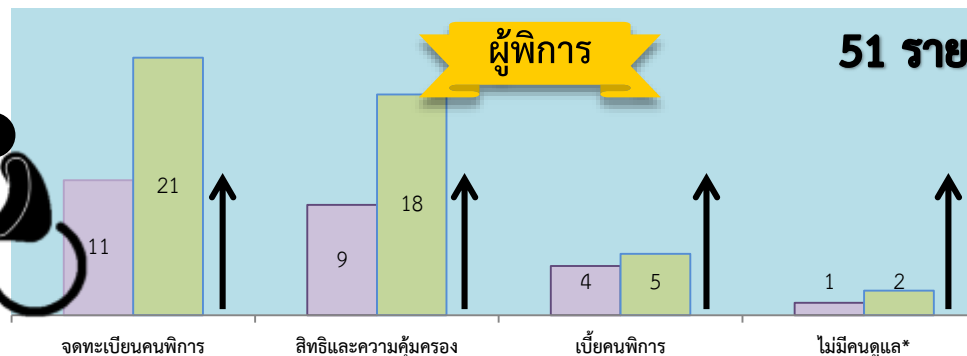 ผู้พิการ
51 ราย
11
21
9
18
4
5
1
2
จดทะเบียนคนพิการ
สิทธิและความคุ้มครอง
เบี้ยคนพิการ
ไม่มีคนดูแล*